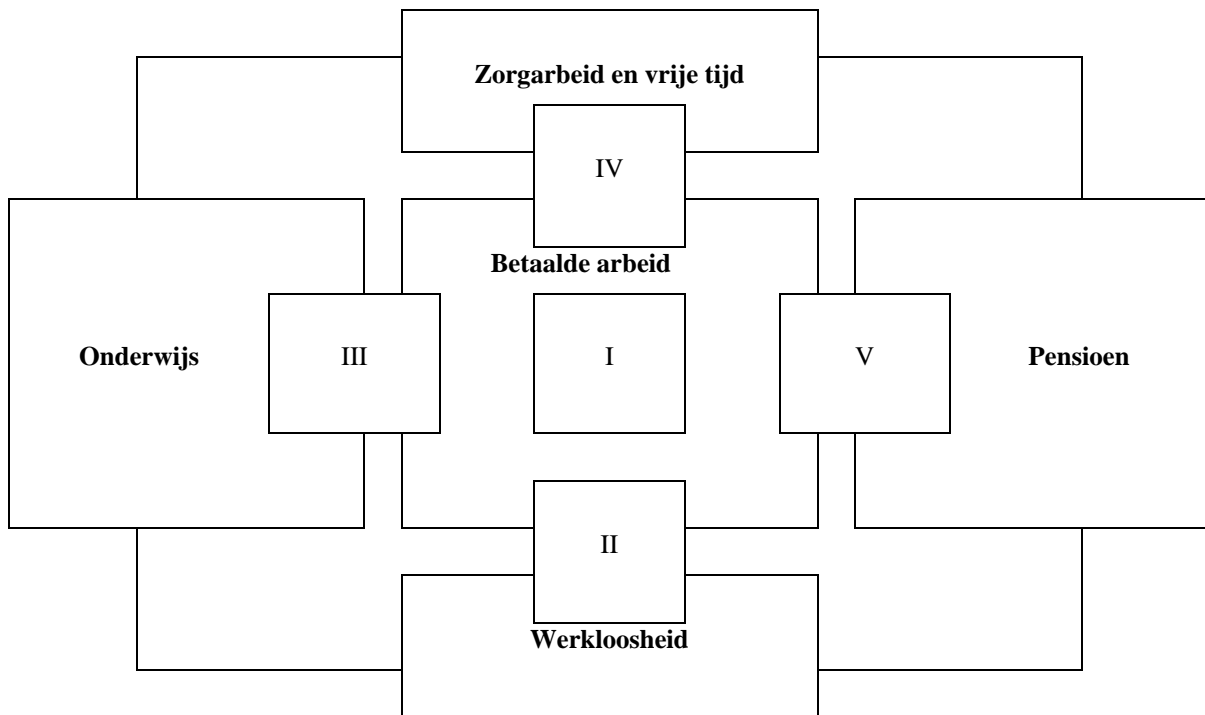 Zorgarbeid en vrije tijd
IV
Betaalde arbeid
Onderwijs
III
I
V
Pensioen
II
Werkloosheid